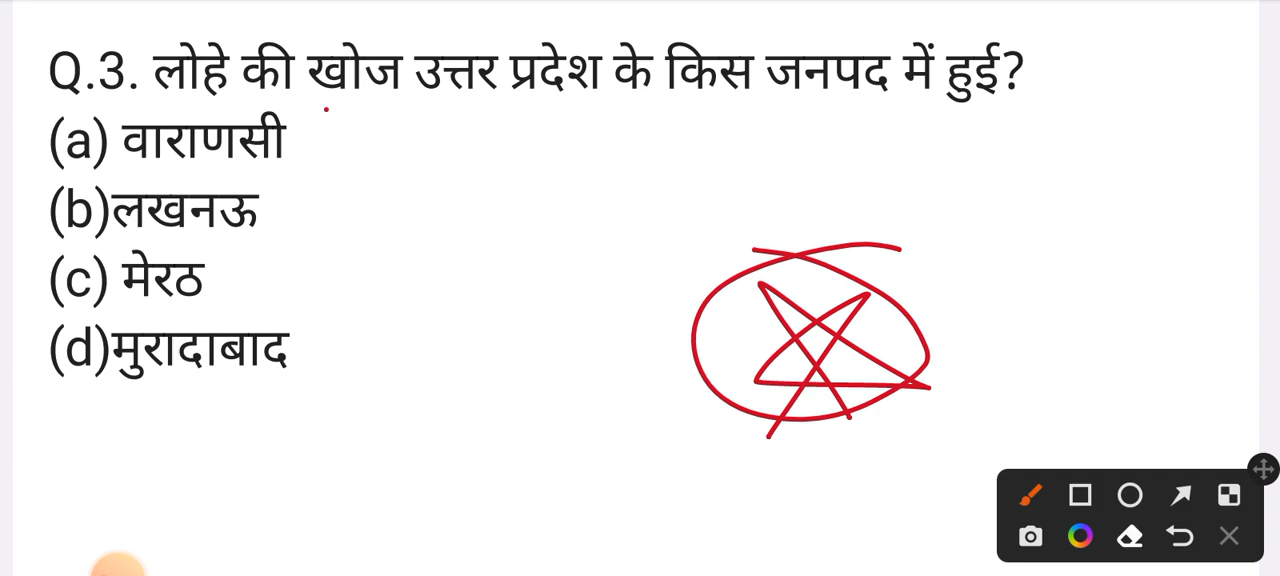 Q.3. लोहे की खोज उत्तर प्रदेश के किस जनपद में हुई?
(a) वाराणसी
(b)लखनऊ
(c) मेरठ
(d)मुरादाबाद